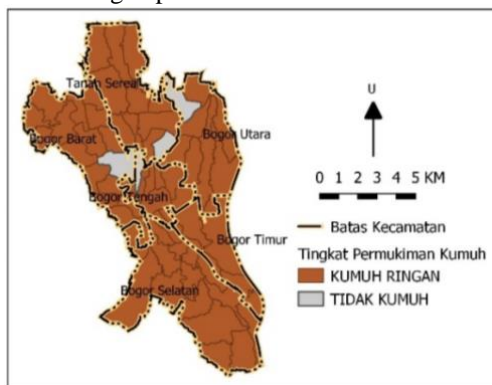 Tanah Sereal
Bogor Barat
Bogor Utara
Bogor Tengah
Bogor Timur
Bogor Selatan
U
0 1 2 3 4 5 KM
Batas Kecamatan
Tingkat Permukiman Kumuh
KUMUH RINGAN
TIDAK KUMUH